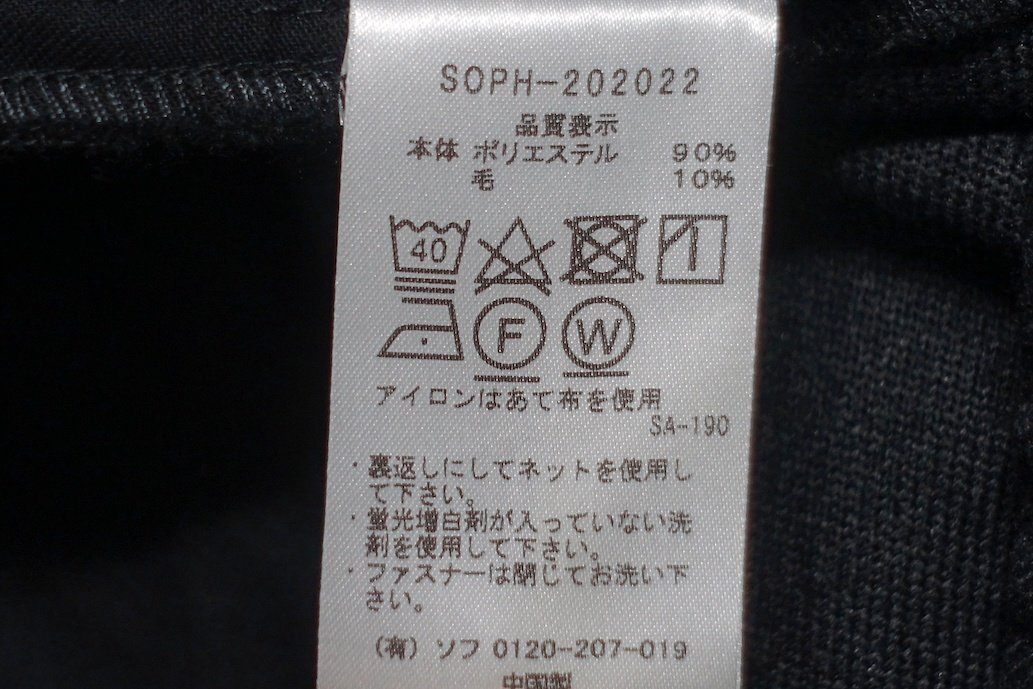 SOPH-202022
品質表示
本体 ポリエステル 90%
毛 10%
40
F W
アイロンはあて布を使用
SA-190
・裏返しにしてネットを使用し
て下さい。
・蛍光増白剤が入っていない洗
剤を使用して下さい。
・ファスナーは閉じてお洗い下
さい。
(有)ソフ 0120-207-019
中国製